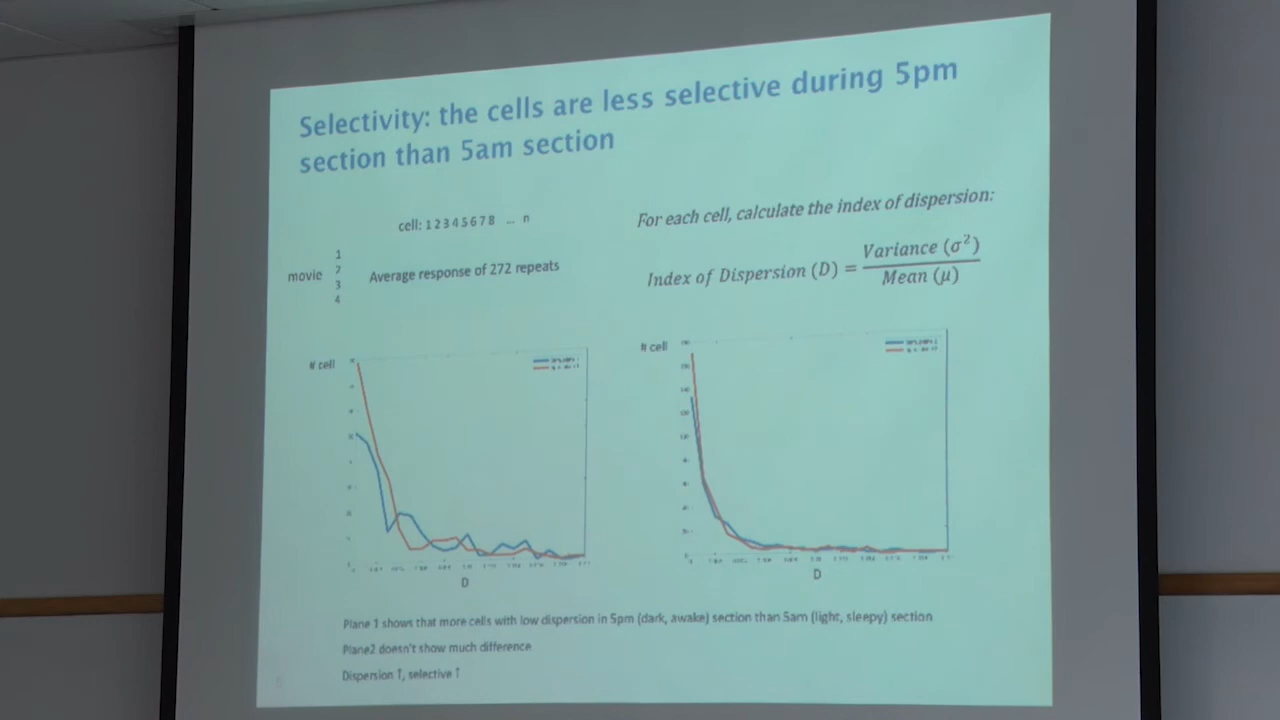 Selectivity: the cells are less selective during 5pm
section than 5am section
cell: 1 2 3 4 5 6 7 8 ... n
For each cell, calculate the index of dispersion:
movie
1
2
3
4
Average response of 272 repeats
Index of Dispersion (D) = Variance (σ²) / Mean (μ)
# cell
# cell
D
D
Plane 1 shows that more cells with low dispersion in 5pm (dark, awake) section than 5am (light, sleepy) section
Plane2 doesn't show much difference
Dispersion ↑, selective ↑